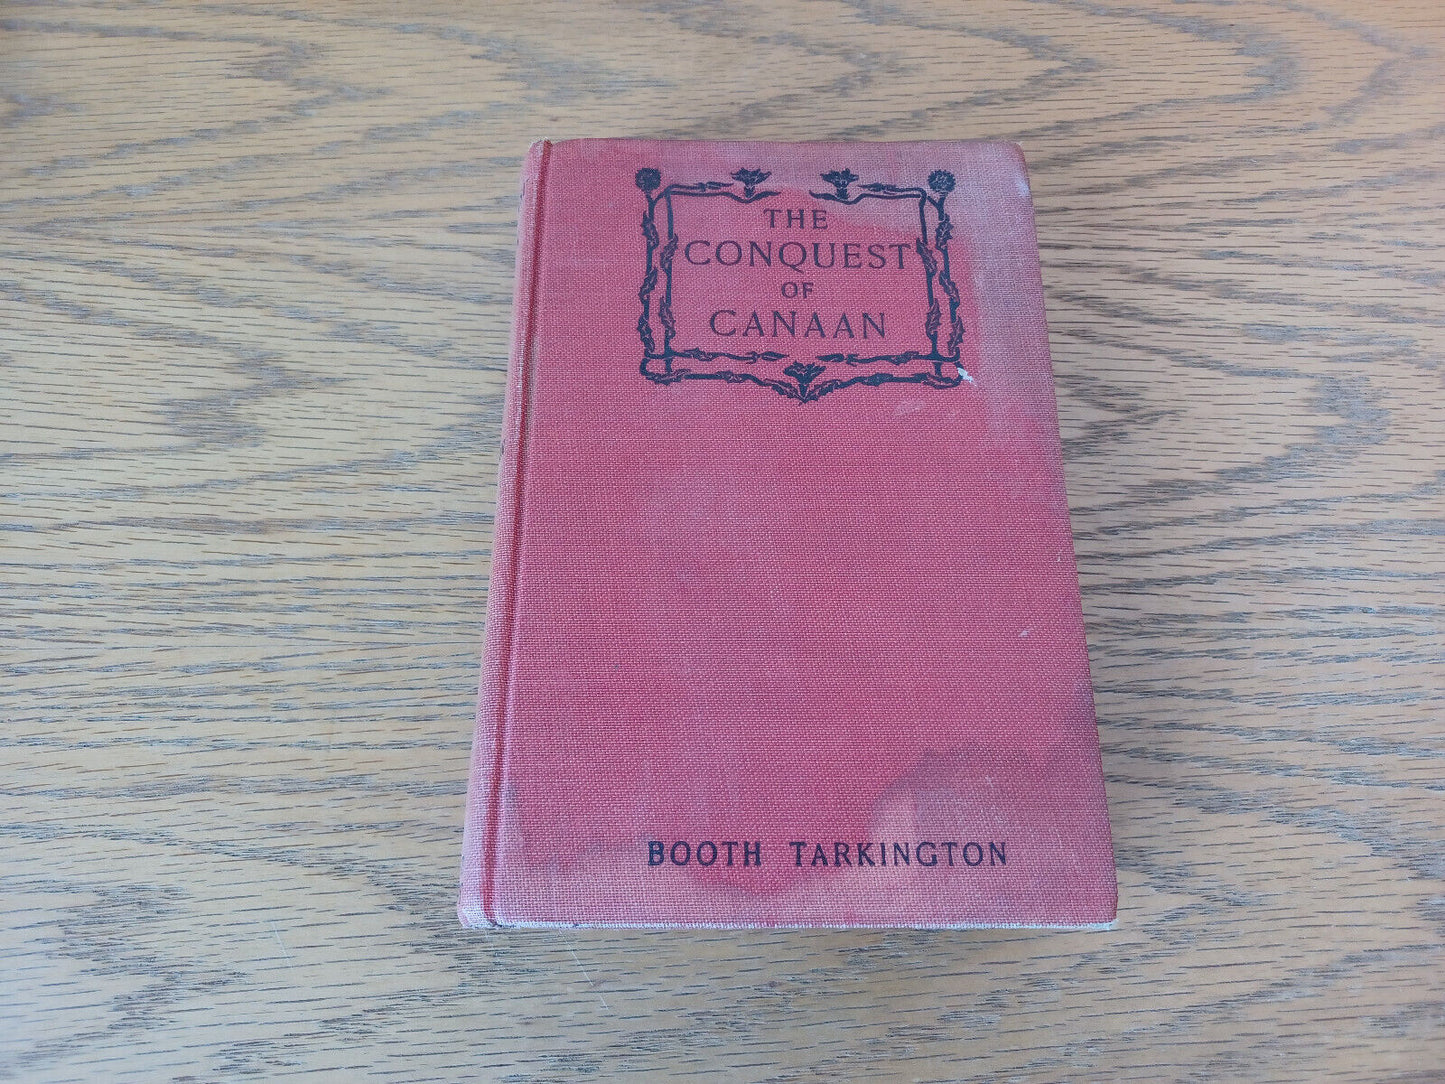 THE
CONQUEST
OF
CANAAN
BOOTH TARKINGTON